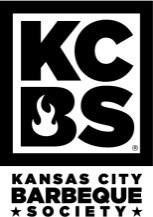 KC
BS®
KANSAS CITY
BARBEQUE
★ SOCIETY ★